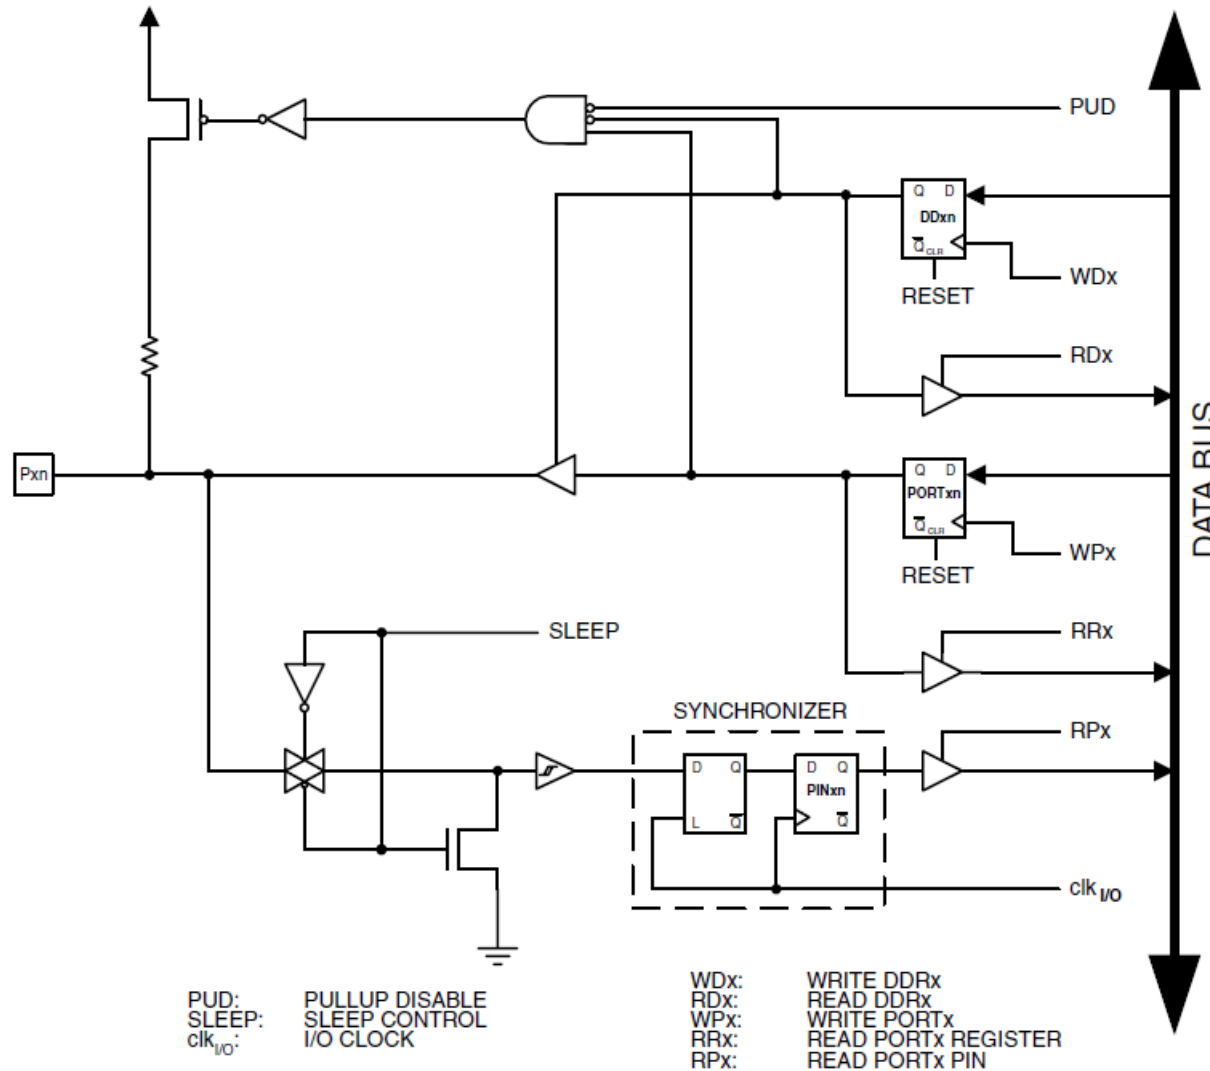 PUD
Q D
DDxn
Q CLR
WDx
RESET
RDx
DATA BUS
Pxn
Q D
PORTxn
Q CLR
WPx
RESET
SLEEP
RRx
SYNCHRONIZER
RPx
D Q
D Q
PINxn
L Q
Q
clk I/O
PUD: PULLUP DISABLE
SLEEP: SLEEP CONTROL
clkI/O: I/O CLOCK
WDx: WRITE DDRx
RDx: READ DDRx
WPx: WRITE PORTx
RRx: READ PORTx REGISTER
RPx: READ PORTx PIN